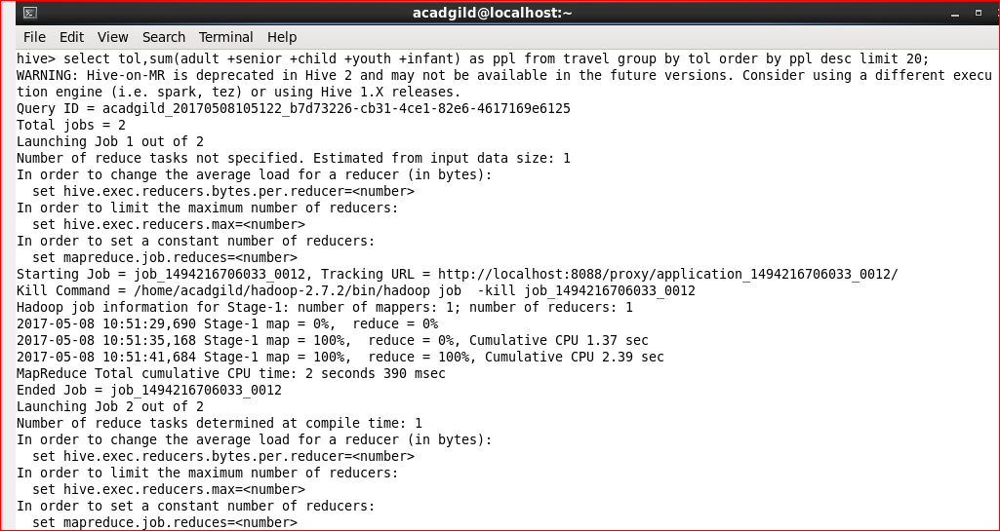 acadgild@localhost:~
File Edit View Search Terminal Help
hive> select tol,sum(adult +senior +child +youth +infant) as ppl from travel group by tol order by ppl desc limit 20;
WARNING: Hive-on-MR is deprecated in Hive 2 and may not be available in the future versions. Consider using a different execu
tion engine (i.e. spark, tez) or using Hive 1.X releases.
Query ID = acadgild_20170508105122_b7d73226-cb31-4ce1-82e6-4617169e6125
Total jobs = 2
Launching Job 1 out of 2
Number of reduce tasks not specified. Estimated from input data size: 1
In order to change the average load for a reducer (in bytes):
  set hive.exec.reducers.bytes.per.reducer=<number>
In order to limit the maximum number of reducers:
  set hive.exec.reducers.max=<number>
In order to set a constant number of reducers:
  set mapreduce.job.reduces=<number>
Starting Job = job_1494216706033_0012, Tracking URL = http://localhost:8088/proxy/application_1494216706033_0012/
Kill Command = /home/acadgild/hadoop-2.7.2/bin/hadoop job  -kill job_1494216706033_0012
Hadoop job information for Stage-1: number of mappers: 1; number of reducers: 1
2017-05-08 10:51:29,690 Stage-1 map = 0%,  reduce = 0%
2017-05-08 10:51:35,168 Stage-1 map = 100%,  reduce = 0%, Cumulative CPU 1.37 sec
2017-05-08 10:51:41,684 Stage-1 map = 100%,  reduce = 100%, Cumulative CPU 2.39 sec
MapReduce Total cumulative CPU time: 2 seconds 390 msec
Ended Job = job_1494216706033_0012
Launching Job 2 out of 2
Number of reduce tasks determined at compile time: 1
In order to change the average load for a reducer (in bytes):
  set hive.exec.reducers.bytes.per.reducer=<number>
In order to limit the maximum number of reducers:
  set hive.exec.reducers.max=<number>
In order to set a constant number of reducers:
  set mapreduce.job.reduces=<number>